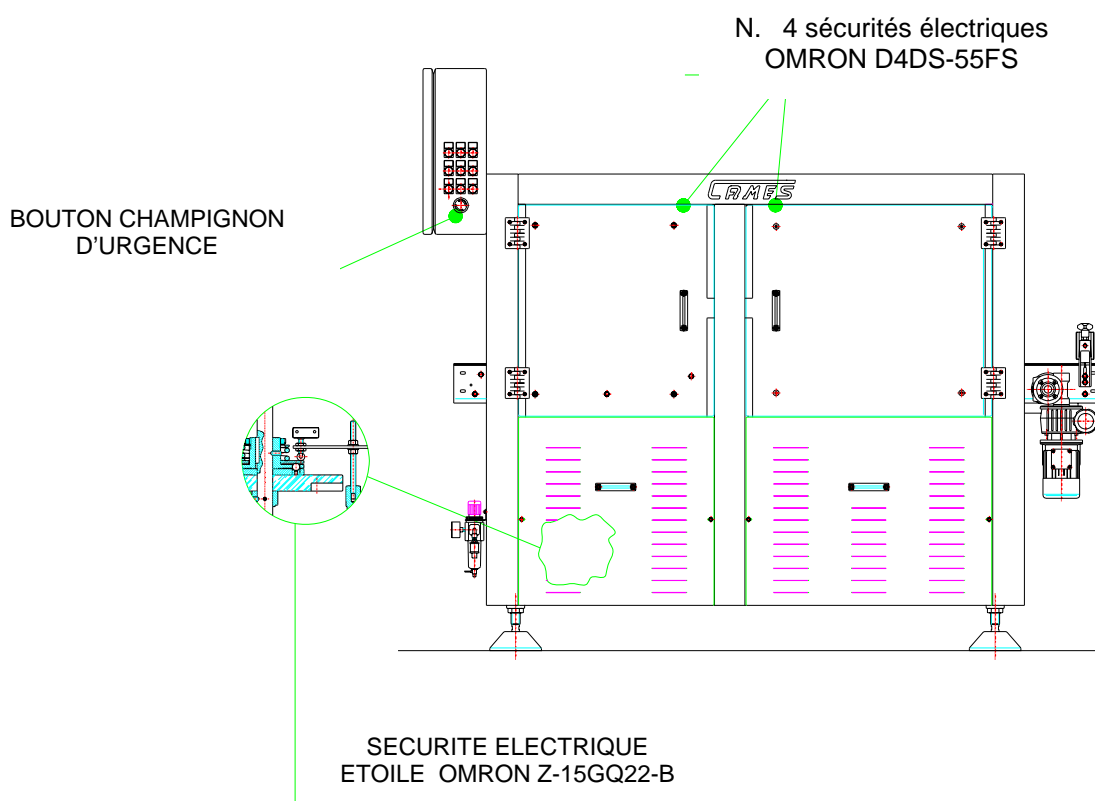 N. 4 sécurités électriques
OMRON D4DS-55FS
CAMES
BOUTON CHAMPIGNON
D'URGENCE
SECURITE ELECTRIQUE
ETOILE OMRON Z-15GQ22-B